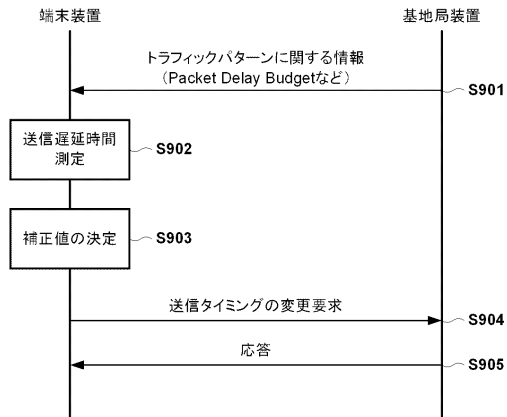 端末装置
基地局装置
トラフィックパターンに関する情報
（Packet Delay Budgetなど）
S901
送信遅延時間
測定
S902
補正値の決定
S903
送信タイミングの変更要求
S904
応答
S905